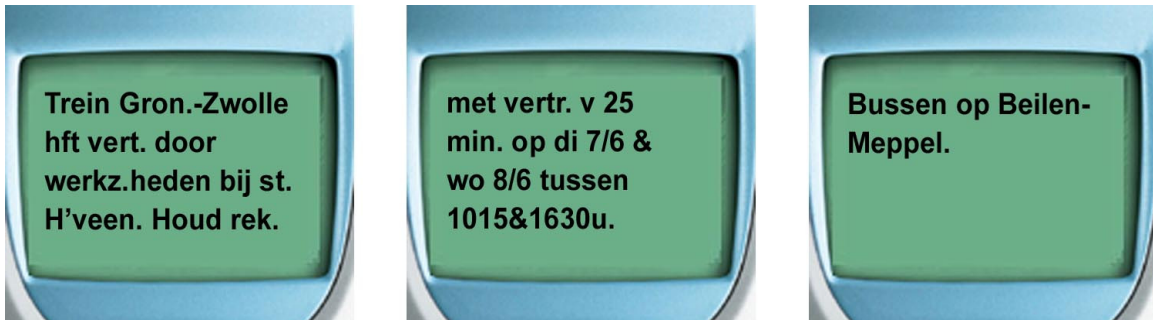 Trein Gron.-Zwolle
hft vert. door
werkz.heden bij st.
H'veen. Houd rek.
met vertr. v 25
min. op di 7/6 &
wo 8/6 tussen
1015&1630u.
Bussen op Beilen-
Meppel.